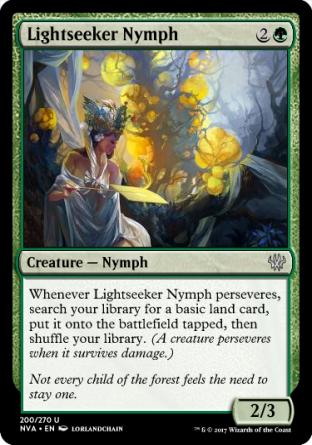 Lightseeker Nymph 2
Creature — Nymph
Whenever Lightseeker Nymph perseveres,
search your library for a basic land card,
put it onto the battlefield tapped, then
shuffle your library. (A creature perseveres
when it survives damage.)
Not every child of the forest feels the need to
stay one.
200/270 U
NVA • EN LORLANDCHAIN
2/3
™ & © 2017 Wizards of the Coast